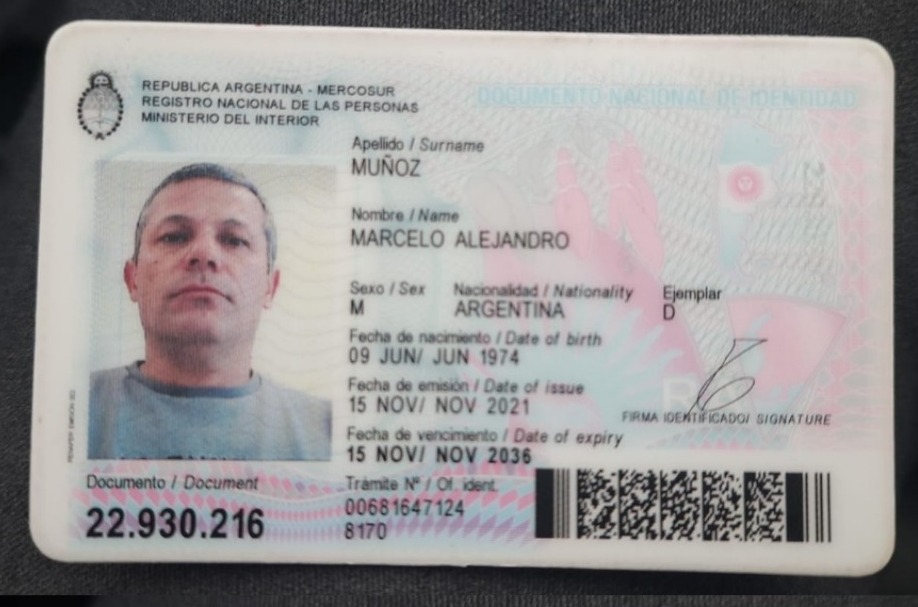 REPUBLICA ARGENTINA - MERCOSUR
REGISTRO NACIONAL DE LAS PERSONAS
MINISTERIO DEL INTERIOR
DOCUMENTO NACIONAL DE IDENTIDAD
Apellido / Surname
MUÑOZ
Nombre / Name
MARCELO ALEJANDRO
Sexo / Sex Nacionalidad / Nationality Ejemplar
M ARGENTINA D
Fecha de nacimiento / Date of birth
09 JUN/ JUN 1974
Fecha de emisión / Date of issue
15 NOV/ NOV 2021
FIRMA IDENTIFICADO/ SIGNATURE
Fecha de vencimiento / Date of expiry
15 NOV/ NOV 2036
Documento / Document
22.930.216
Trámite Nº / Of. ident.
00681647124
8170